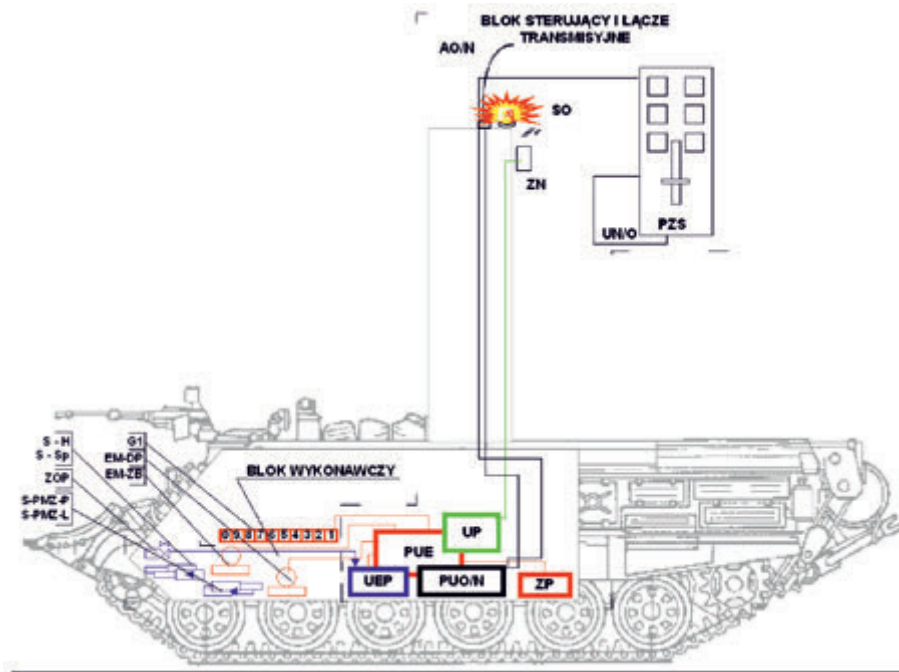 BLOK STERUJĄCY I ŁĄCZE
TRANSMISYJNE
AO/N
SO
ZN
PZS
UN/O
S - H
S - Sp
ZOP
S-PMZ-P
S-PMZ-L
G1
EM-DP
EM-ZB
BLOK WYKONAWCZY
0 9 8 7 6 5 4 3 2 1
UP
PUE
UEP
PUO/N
ZP